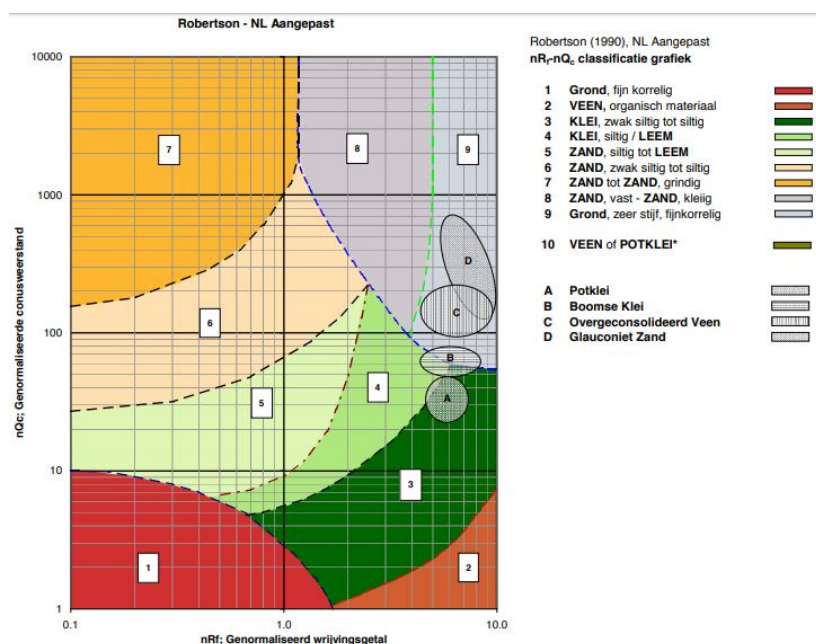 Robertson - NL Aangepast
10000
1000
100
10
1
0.1
1.0
10.0
nQc; Genormaliseerde conusweerstand
nRf; Genormaliseerd wrijvingsgetal
7
8
9
6
D
C
B
A
4
5
3
1
2
Robertson (1990), NL Aangepast
nRf-nQc classificatie grafiek
1 Grond, fijn korrelig
2 VEEN, organisch materiaal
3 KLEI, zwak siltig tot siltig
4 KLEI, siltig / LEEM
5 ZAND, siltig tot LEEM
6 ZAND, zwak siltig tot siltig
7 ZAND tot ZAND, grindig
8 ZAND, vast - ZAND, kleiig
9 Grond, zeer stijf, fijnkorrelig
10 VEEN of POTKLEI*
A Potklei
B Boomse Klei
C Overgeconsolideerd Veen
D Glauconiet Zand